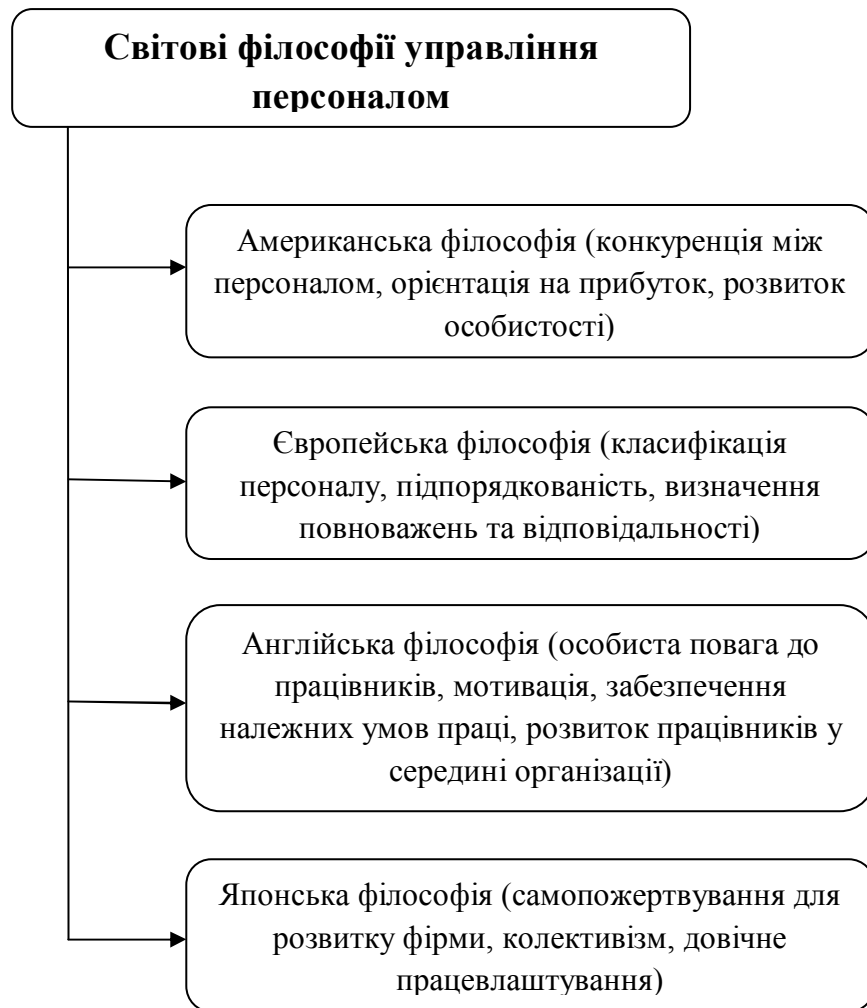 Світові філософії управління
персоналом
Американська філософія (конкуренція між
персоналом, орієнтація на прибуток, розвиток
особистості)
Європейська філософія (класифікація
персоналу, підпорядкованість, визначення
повноважень та відповідальності)
Англійська філософія (особиста повага до
працівників, мотивація, забезпечення
належних умов праці, розвиток працівників у
середині організації)
Японська філософія (самопожертвування для
розвитку фірми, колективізм, довічне
працевлаштування)